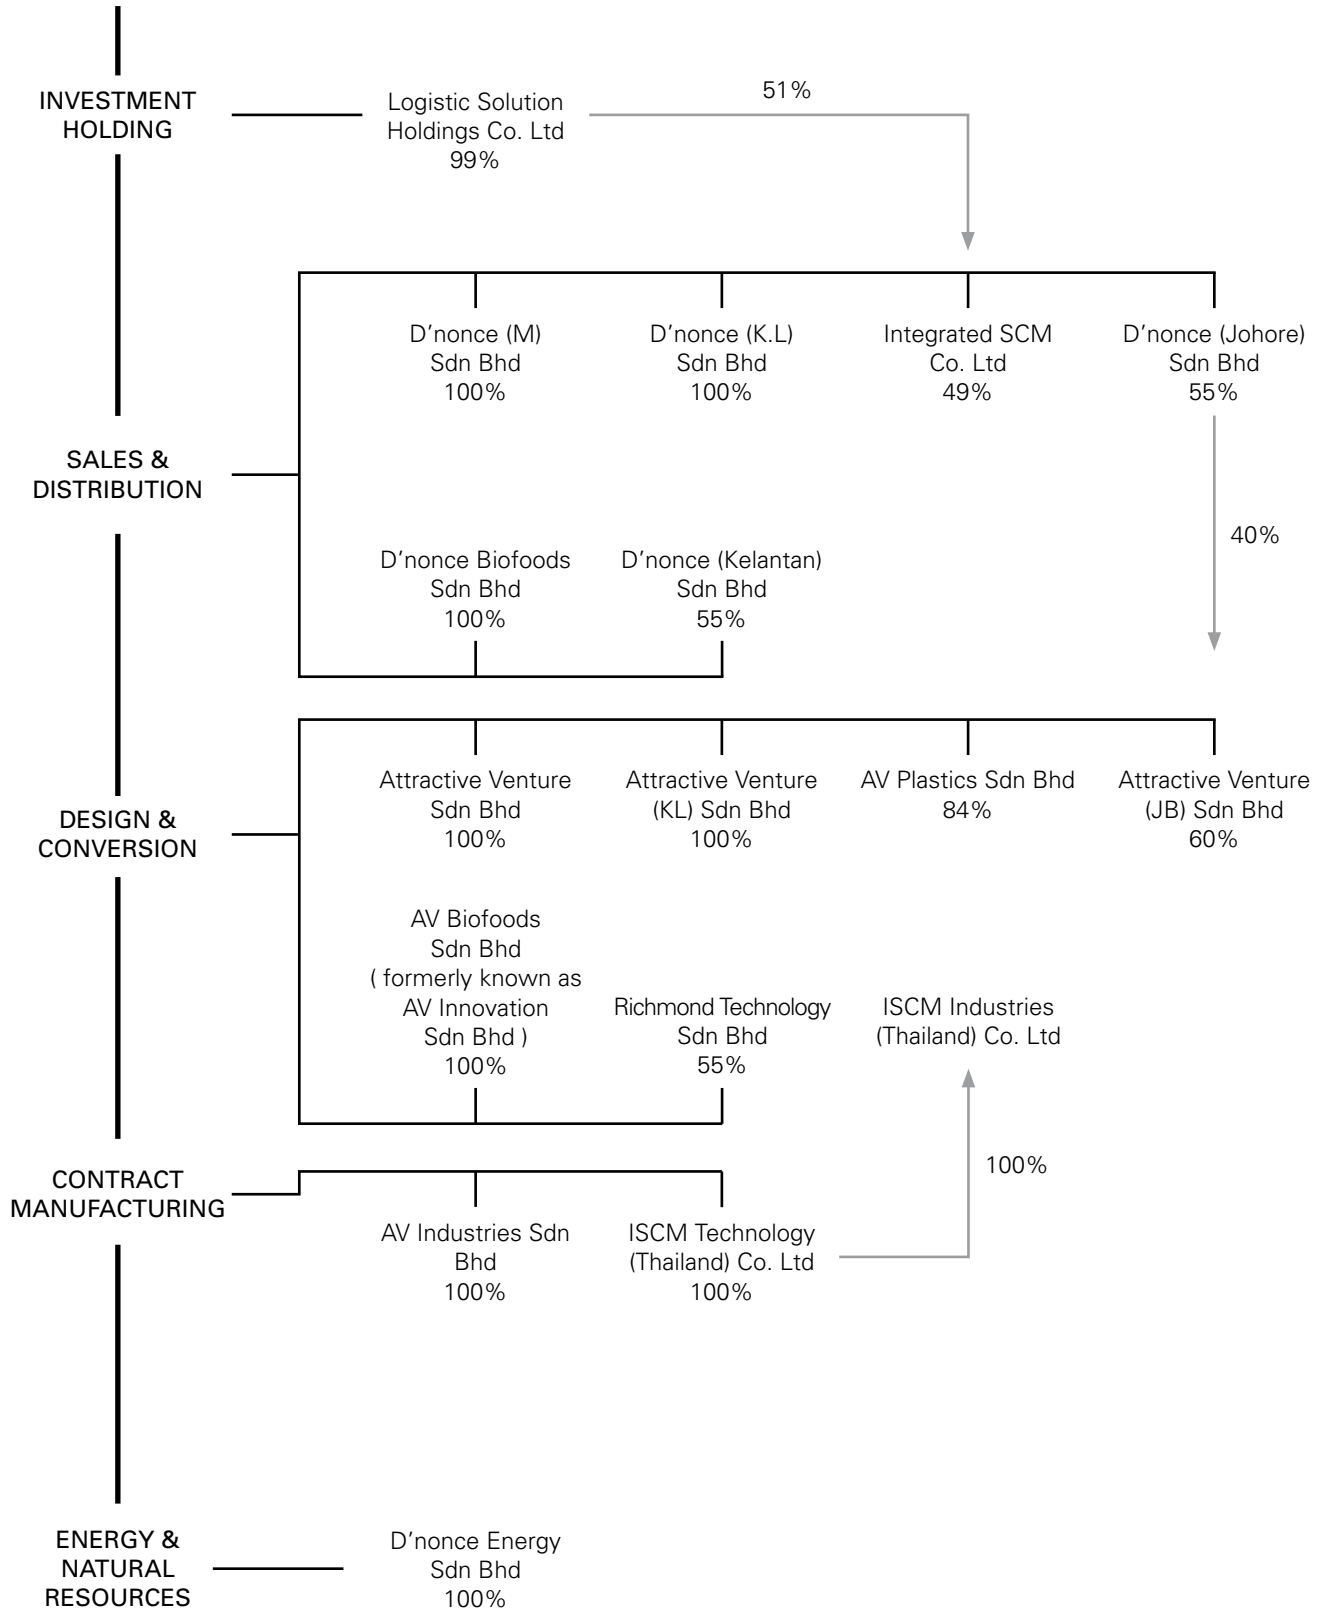 INVESTMENT
HOLDING
Logistic Solution
Holdings Co. Ltd
99%
51%
D’nonce (M)
Sdn Bhd
100%
D’nonce (K.L)
Sdn Bhd
100%
Integrated SCM
Co. Ltd
49%
D’nonce (Johore)
Sdn Bhd
55%
SALES &
DISTRIBUTION
40%
D’nonce Biofoods
Sdn Bhd
100%
D’nonce (Kelantan)
Sdn Bhd
55%
DESIGN &
CONVERSION
Attractive Venture
Sdn Bhd
100%
Attractive Venture
(KL) Sdn Bhd
100%
AV Plastics Sdn Bhd
84%
Attractive Venture
(JB) Sdn Bhd
60%
AV Biofoods
Sdn Bhd
( formerly known as
AV Innovation
Sdn Bhd )
100%
Richmond Technology
Sdn Bhd
55%
ISCM Industries
(Thailand) Co. Ltd
100%
CONTRACT
MANUFACTURING
AV Industries Sdn
Bhd
100%
ISCM Technology
(Thailand) Co. Ltd
100%
ENERGY &
NATURAL
RESOURCES
D’nonce Energy
Sdn Bhd
100%